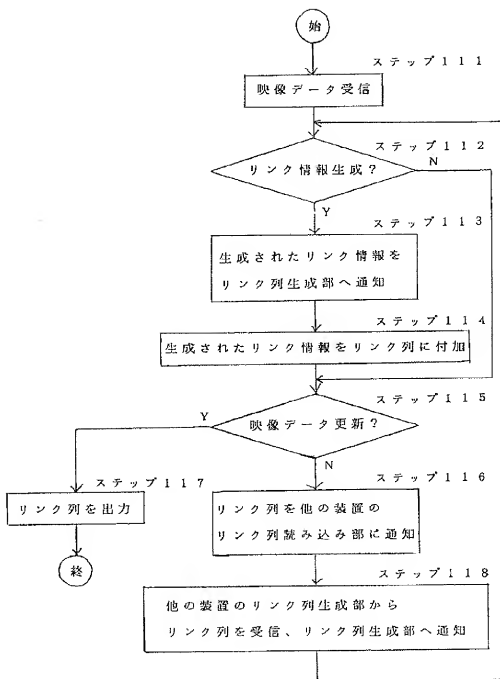 始
ステップ111
映像データ受信
ステップ112
リンク情報生成?
N
Y
ステップ113
生成されたリンク情報を
リンク列生成部へ通知
ステップ114
生成されたリンク情報をリンク列に付加
ステップ115
映像データ更新?
Y
N
ステップ117
リンク列を出力
終
ステップ116
リンク列を他の装置の
リンク列読み込み部に通知
ステップ118
他の装置のリンク列生成部から
リンク列を受信、リンク列生成部へ通知